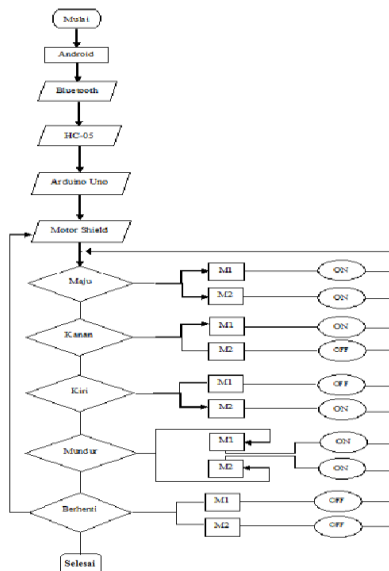 Mulai
Android
Bluetooth
HC-05
Arduino Uno
Motor Shield
Maju
M1
ON
M2
ON
Kanan
M1
ON
M2
OFF
Kiri
M1
OFF
M2
ON
Mundur
M1
ON
M2
ON
Berhenti
M1
OFF
M2
OFF
Selesai